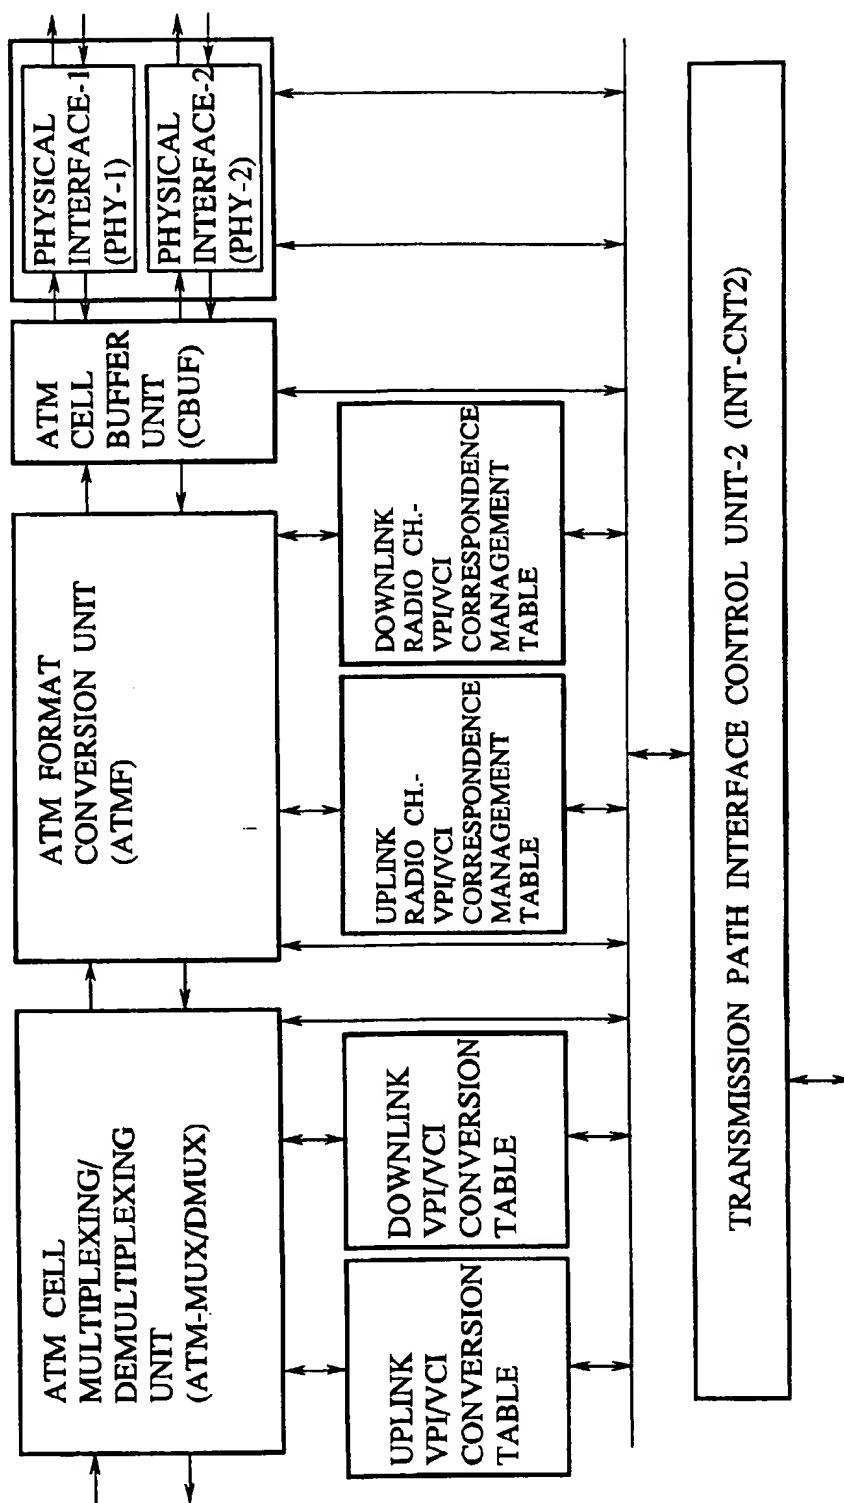 ATM CELL
MULTIPLEXING/
DEMULTIPLEXING
UNIT
(ATM-MUX/DMUX)
ATM FORMAT
CONVERSION UNIT
(ATMF)
ATM
CELL
BUFFER
UNIT
(CBUF)
PHYSICAL
INTERFACE-1
(PHY-1)
PHYSICAL
INTERFACE-2
(PHY-2)
UPLINK
VPI/VCI
CONVERSION
TABLE
DOWNLINK
VPI/VCI
CONVERSION
TABLE
UPLINK
RADIO CH.-
VPI/VCI
CORRESPONDENCE
MANAGEMENT
TABLE
DOWNLINK
RADIO CH.-
VPI/VCI
CORRESPONDENCE
MANAGEMENT
TABLE
TRANSMISSION PATH INTERFACE CONTROL UNIT-2 (INT-CNT2)